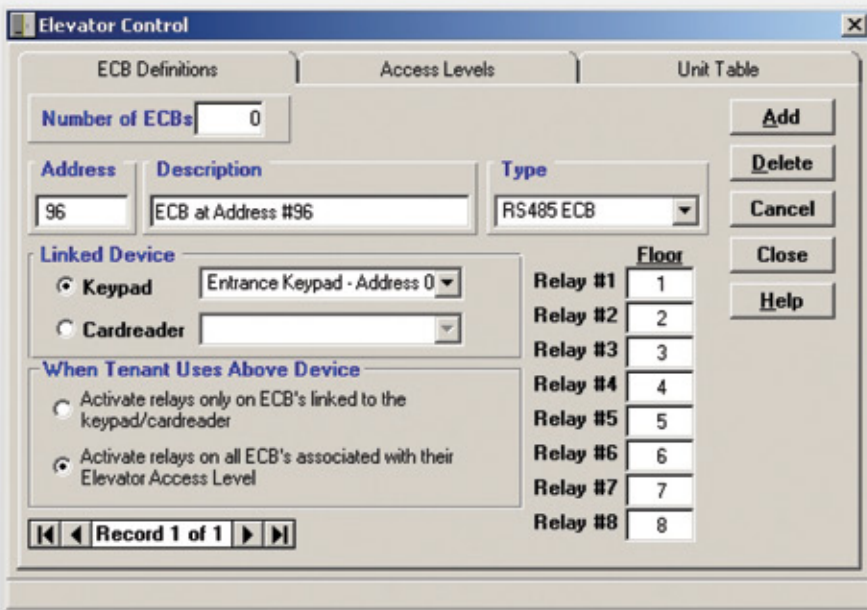 Elevator Control
ECB Definitions
Access Levels
Unit Table
Number of ECBs 0
Add
Delete
Cancel
Close
Help
Address
96
Description
ECB at Address #96
Type
RS485 ECB
Linked Device
Keypad
Entrance Keypad - Address 0
Cardreader
When Tenant Uses Above Device
Activate relays only on ECB's linked to the
keypad/cardreader
Activate relays on all ECB's associated with their
Elevator Access Level
Floor
Relay #1 1
Relay #2 2
Relay #3 3
Relay #4 4
Relay #5 5
Relay #6 6
Relay #7 7
Relay #8 8
Record 1 of 1